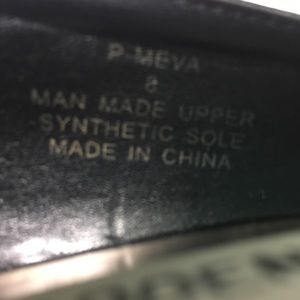 P-MEVA
8
MAN MADE UPPER
SYNTHETIC SOLE
MADE IN CHINA